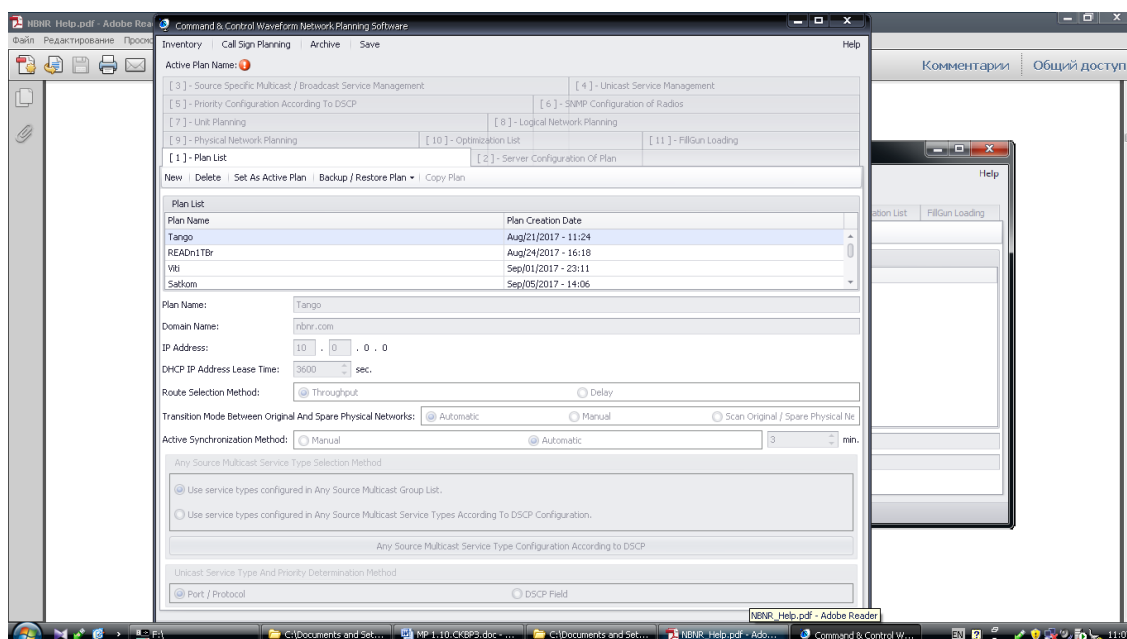 NBNR_Help.pdf - Adobe Rea
Command & Control Waveform Network Planning Software
Файл Редактирование
Inventory Call Sign Planning Archive Save Help
Комментарии Общий доступ
Active Plan Name:
[ 3 ] - Source Specific Multicast / Broadcast Service Management [ 4 ] - Unicast Service Management
[ 5 ] - Priority Configuration According To DSCP [ 6 ] - SNMP Configuration of Radios
[ 7 ] - Unit Planning [ 8 ] - Logical Network Planning
[ 9 ] - Physical Network Planning [ 10 ] - Optimization List [ 11 ] - FillGun Loading
[ 1 ] - Plan List [ 2 ] - Server Configuration Of Plan
New Delete Set As Active Plan Backup / Restore Plan Copy Plan
Help
ation List FillGun Loading
Plan List
Plan Name Plan Creation Date
Tango Aug/21/2017 - 11:24
READn1TBr Aug/24/2017 - 16:18
Viti Sep/01/2017 - 23:11
Satkom Sep/05/2017 - 14:06
Plan Name: Tango
Domain Name: nbnr.com
IP Address: 10 . 0 . 0 . 0
DHCP IP Address Lease Time: 3600 sec.
Route Selection Method: Throughput Delay
Transition Mode Between Original And Spare Physical Networks: Automatic Manual Scan Original / Spare Physical Ne
Active Synchronization Method: Manual Automatic 3 min.
Any Source Multicast Service Type Selection Method
Use service types configured in Any Source Multicast Group List.
Use service types configured in Any Source Multicast Service Types According To DSCP Configuration.
Any Source Multicast Service Type Configuration According to DSCP
Unicast Service Type And Priority Determination Method
Port / Protocol DSCP Field
NBNR_Help.pdf - Adobe Reader
F:\ C:\Documents and Set... MP 1.10.CKBP3.doc - ... C:\Documents and Set... NBNR_Help.pdf - Ado... Command & Control W... EN 11:0